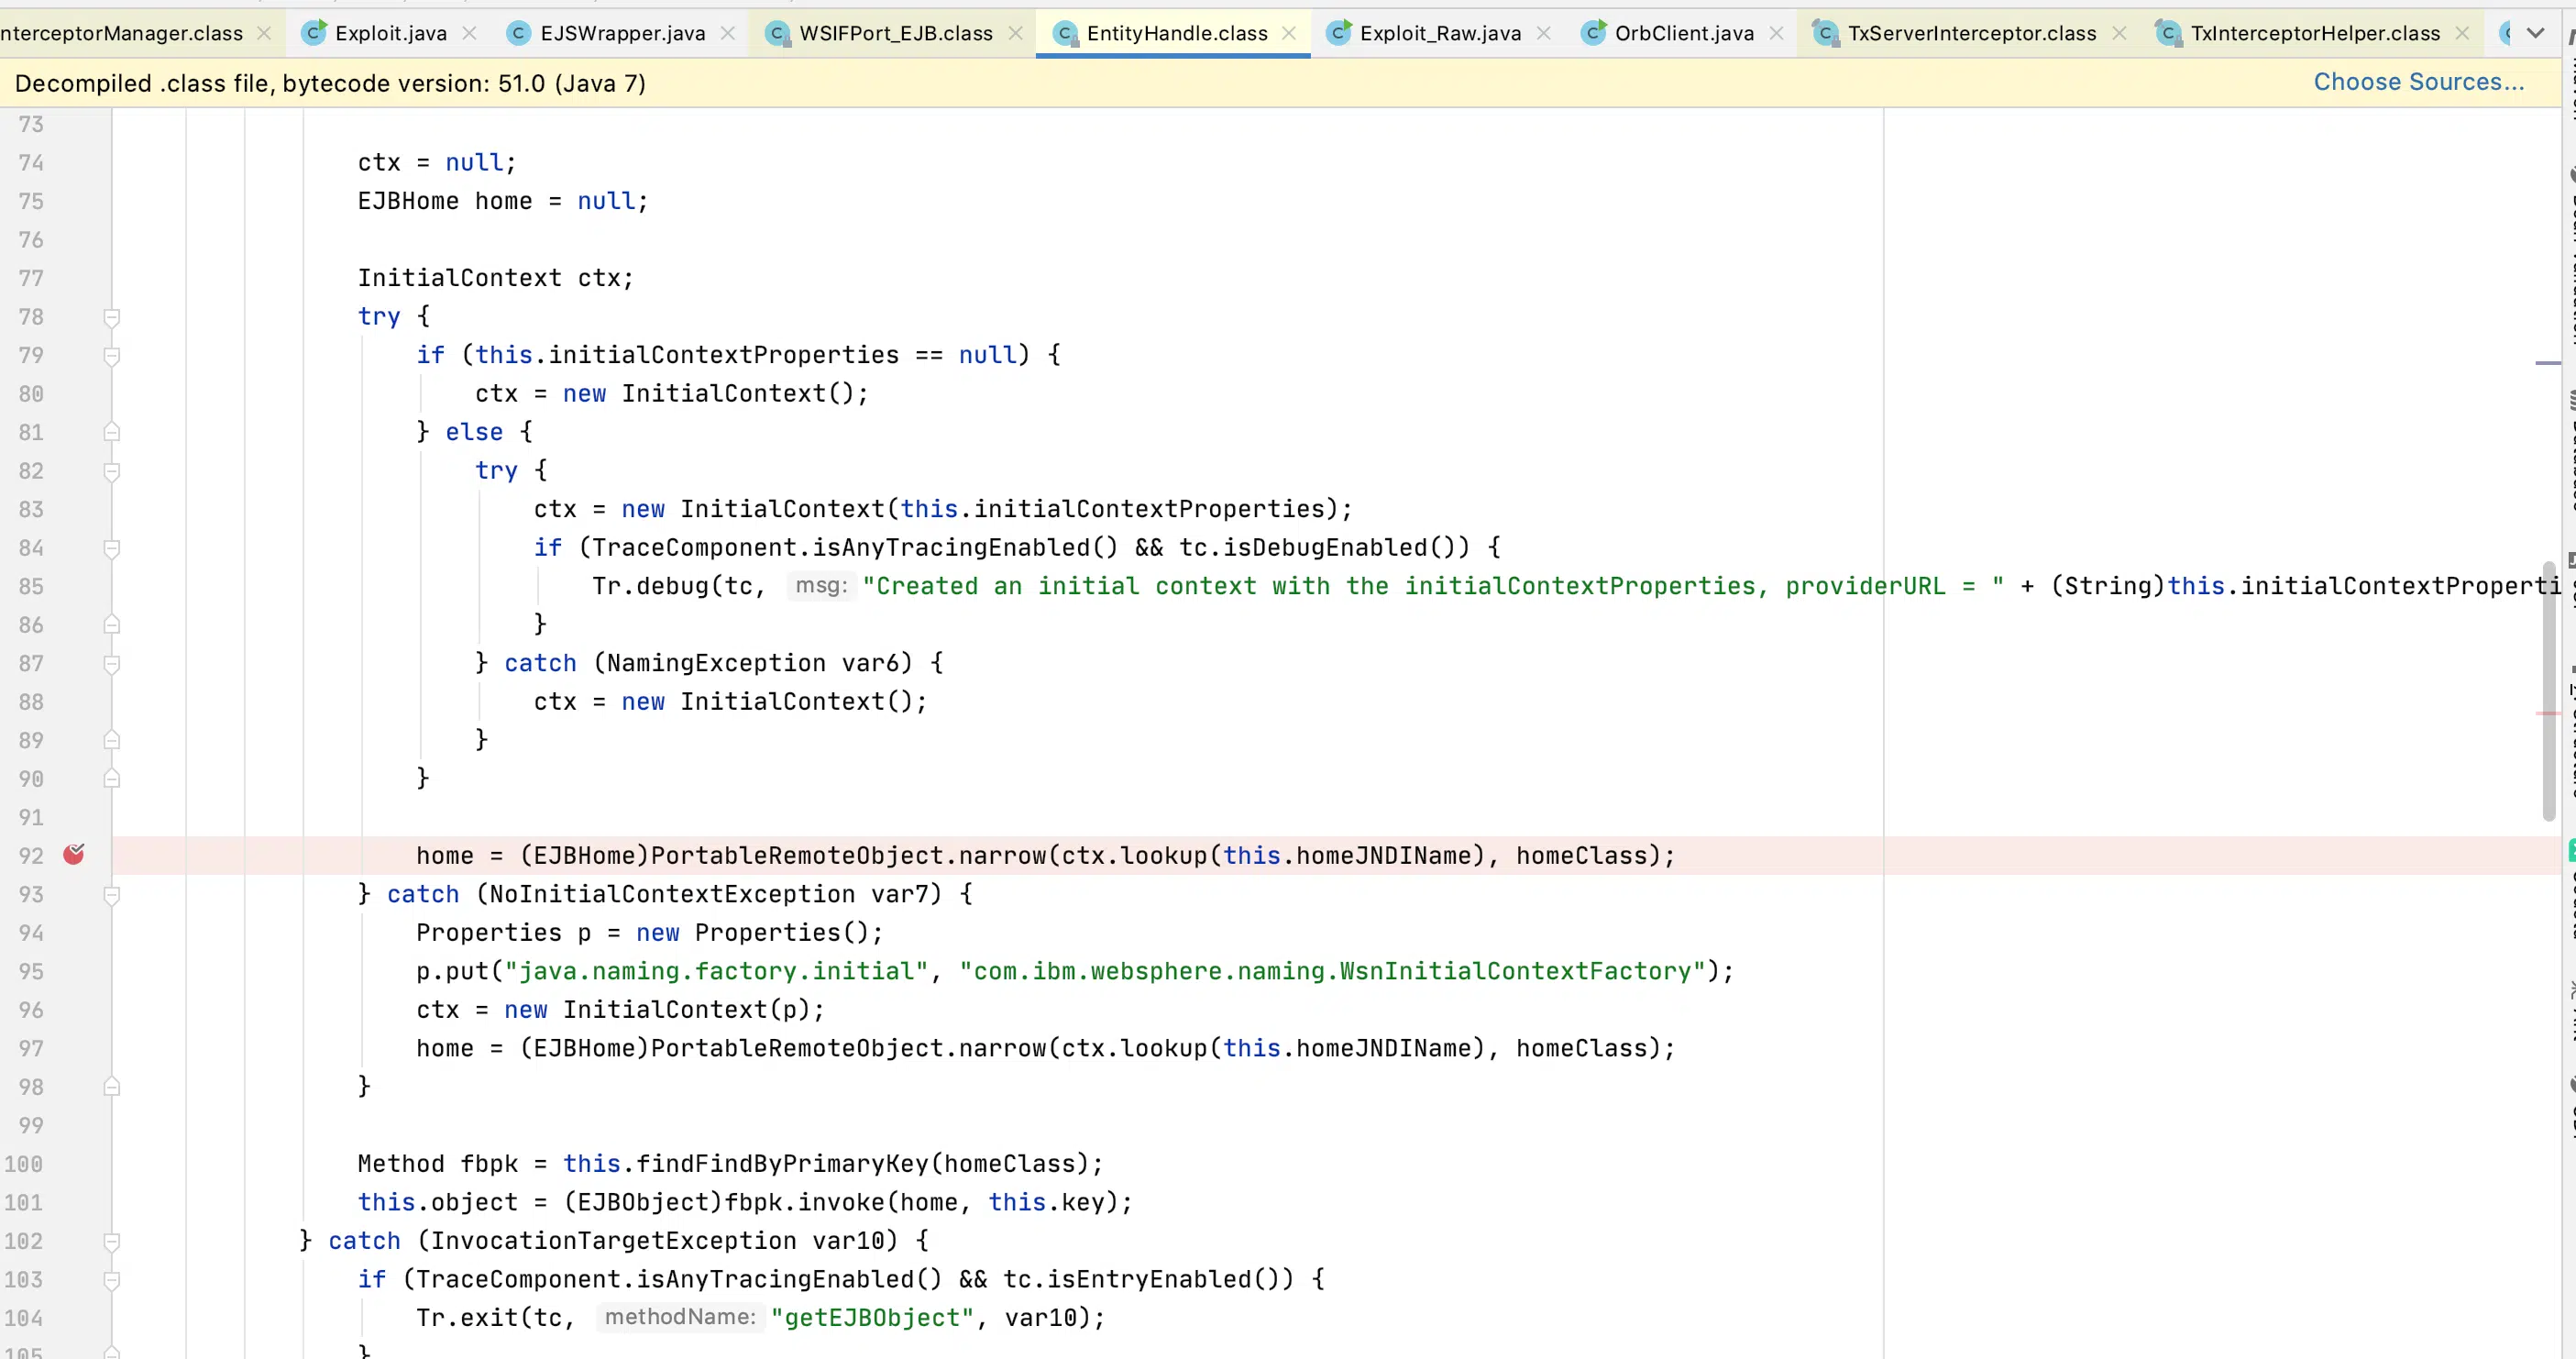 nterceptorManager.class Exploit.java EJSWrapper.java WSIFPort_EJB.class EntityHandle.class Exploit_Raw.java OrbClient.java TxServerInterceptor.class TxInterceptorHelper.class
Decompiled .class file, bytecode version: 51.0 (Java 7) Choose Sources...
73
74 ctx = null;
75 EJBHome home = null;
76
77 InitialContext ctx;
78 try {
79 if (this.initialContextProperties == null) {
80 ctx = new InitialContext();
81 } else {
82 try {
83 ctx = new InitialContext(this.initialContextProperties);
84 if (TraceComponent.isAnyTracingEnabled() && tc.isDebugEnabled()) {
85 Tr.debug(tc, msg: "Created an initial context with the initialContextProperties, providerURL = " + (String)this.initialContextProperti
86 }
87 } catch (NamingException var6) {
88 ctx = new InitialContext();
89 }
90 }
91
92 home = (EJBHome)PortableRemoteObject.narrow(ctx.lookup(this.homeJNDIName), homeClass);
93 } catch (NoInitialContextException var7) {
94 Properties p = new Properties();
95 p.put("java.naming.factory.initial", "com.ibm.websphere.naming.WsnInitialContextFactory");
96 ctx = new InitialContext(p);
97 home = (EJBHome)PortableRemoteObject.narrow(ctx.lookup(this.homeJNDIName), homeClass);
98 }
99
100 Method fbpk = this.findFindByPrimaryKey(homeClass);
101 this.object = (EJBObject)fbpk.invoke(home, this.key);
102 } catch (InvocationTargetException var10) {
103 if (TraceComponent.isAnyTracingEnabled() && tc.isEntryEnabled()) {
104 Tr.exit(tc, methodName: "getEJBObject", var10);
105 }